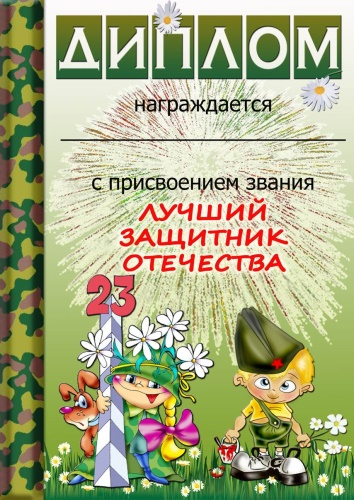 ДИПЛОМ
награждается
с присвоением звания
ЛУЧШИЙ
ЗАЩИТНИК
ОТЕЧЕСТВА
23